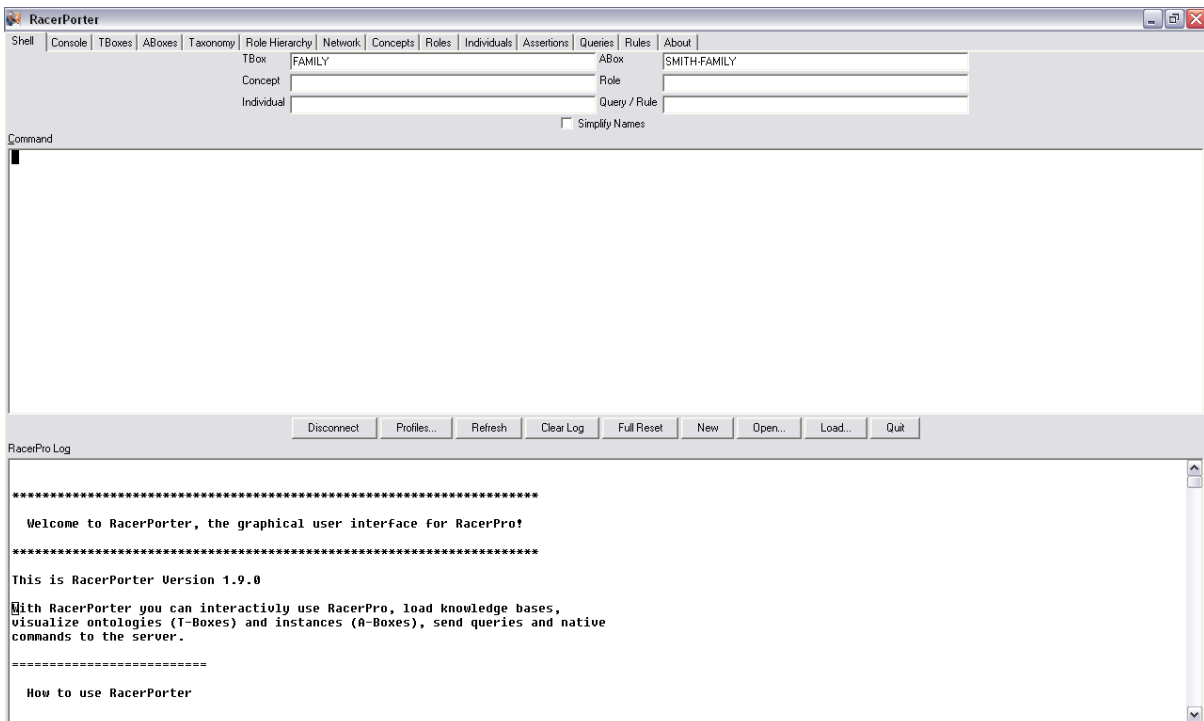 RacerPorter
Shell Console TBoxes ABoxes Taxonomy Role Hierarchy Network Concepts Roles Individuals Assertions Queries Rules About
TBox FAMILY ABox SMITH-FAMILY
Concept Role
Individual Query / Rule
Simplify Names
Command
Disconnect Profiles... Refresh Clear Log Full Reset New Open... Load... Quit
RacerPro Log
**********************************************************************
Welcome to RacerPorter, the graphical user interface for RacerPro!
**********************************************************************
This is RacerPorter Version 1.9.0
With RacerPorter you can interactivly use RacerPro, load knowledge bases,
visualize ontologies (T-Boxes) and instances (A-Boxes), send queries and native
commands to the server.
==========================
How to use RacerPorter